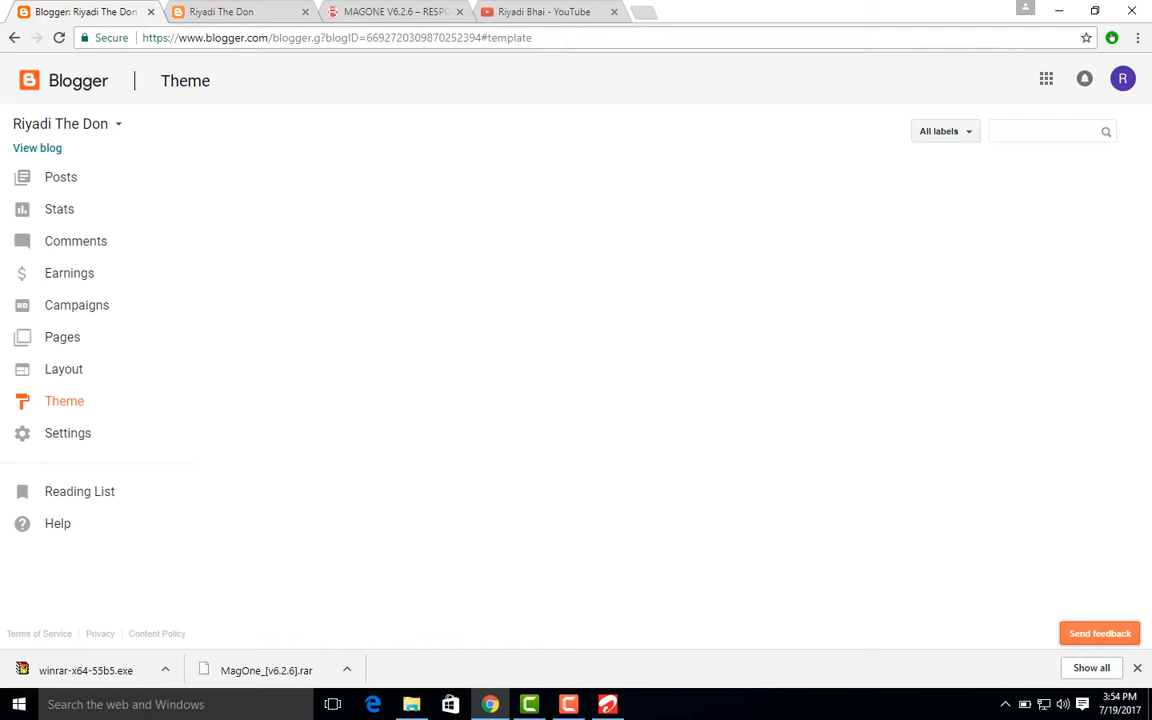 Blogger: Riyadi The Don
Riyadi The Don
MAGONE V6.2.6 – RESPO
Riyadi Bhai - YouTube
Secure
https://www.blogger.com/blogger.g?blogID=6692720309870252394#template
Blogger
Theme
R
Riyadi The Don
All labels
View blog
Posts
Stats
Comments
Earnings
Campaigns
Pages
Layout
Theme
Settings
Reading List
Help
Terms of Service
Privacy
Content Policy
Send feedback
winrar-x64-55b5.exe
MagOne_[v6.2.6].rar
Show all
Search the web and Windows
3:54 PM
7/19/2017